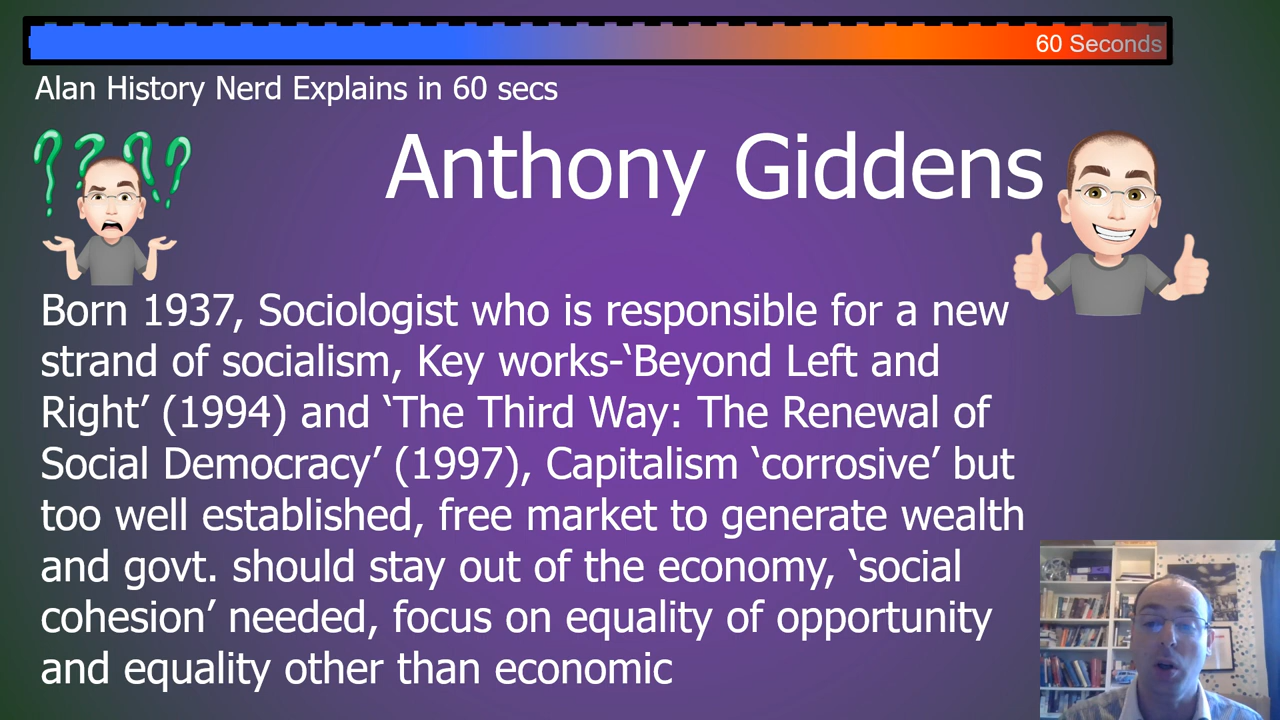 60 Seconds
Alan History Nerd Explains in 60 secs
Anthony Giddens
Born 1937, Sociologist who is responsible for a new
strand of socialism, Key works-‘Beyond Left and
Right’ (1994) and ‘The Third Way: The Renewal of
Social Democracy’ (1997), Capitalism ‘corrosive’ but
too well established, free market to generate wealth
and govt. should stay out of the economy, ‘social
cohesion’ needed, focus on equality of opportunity
and equality other than economic